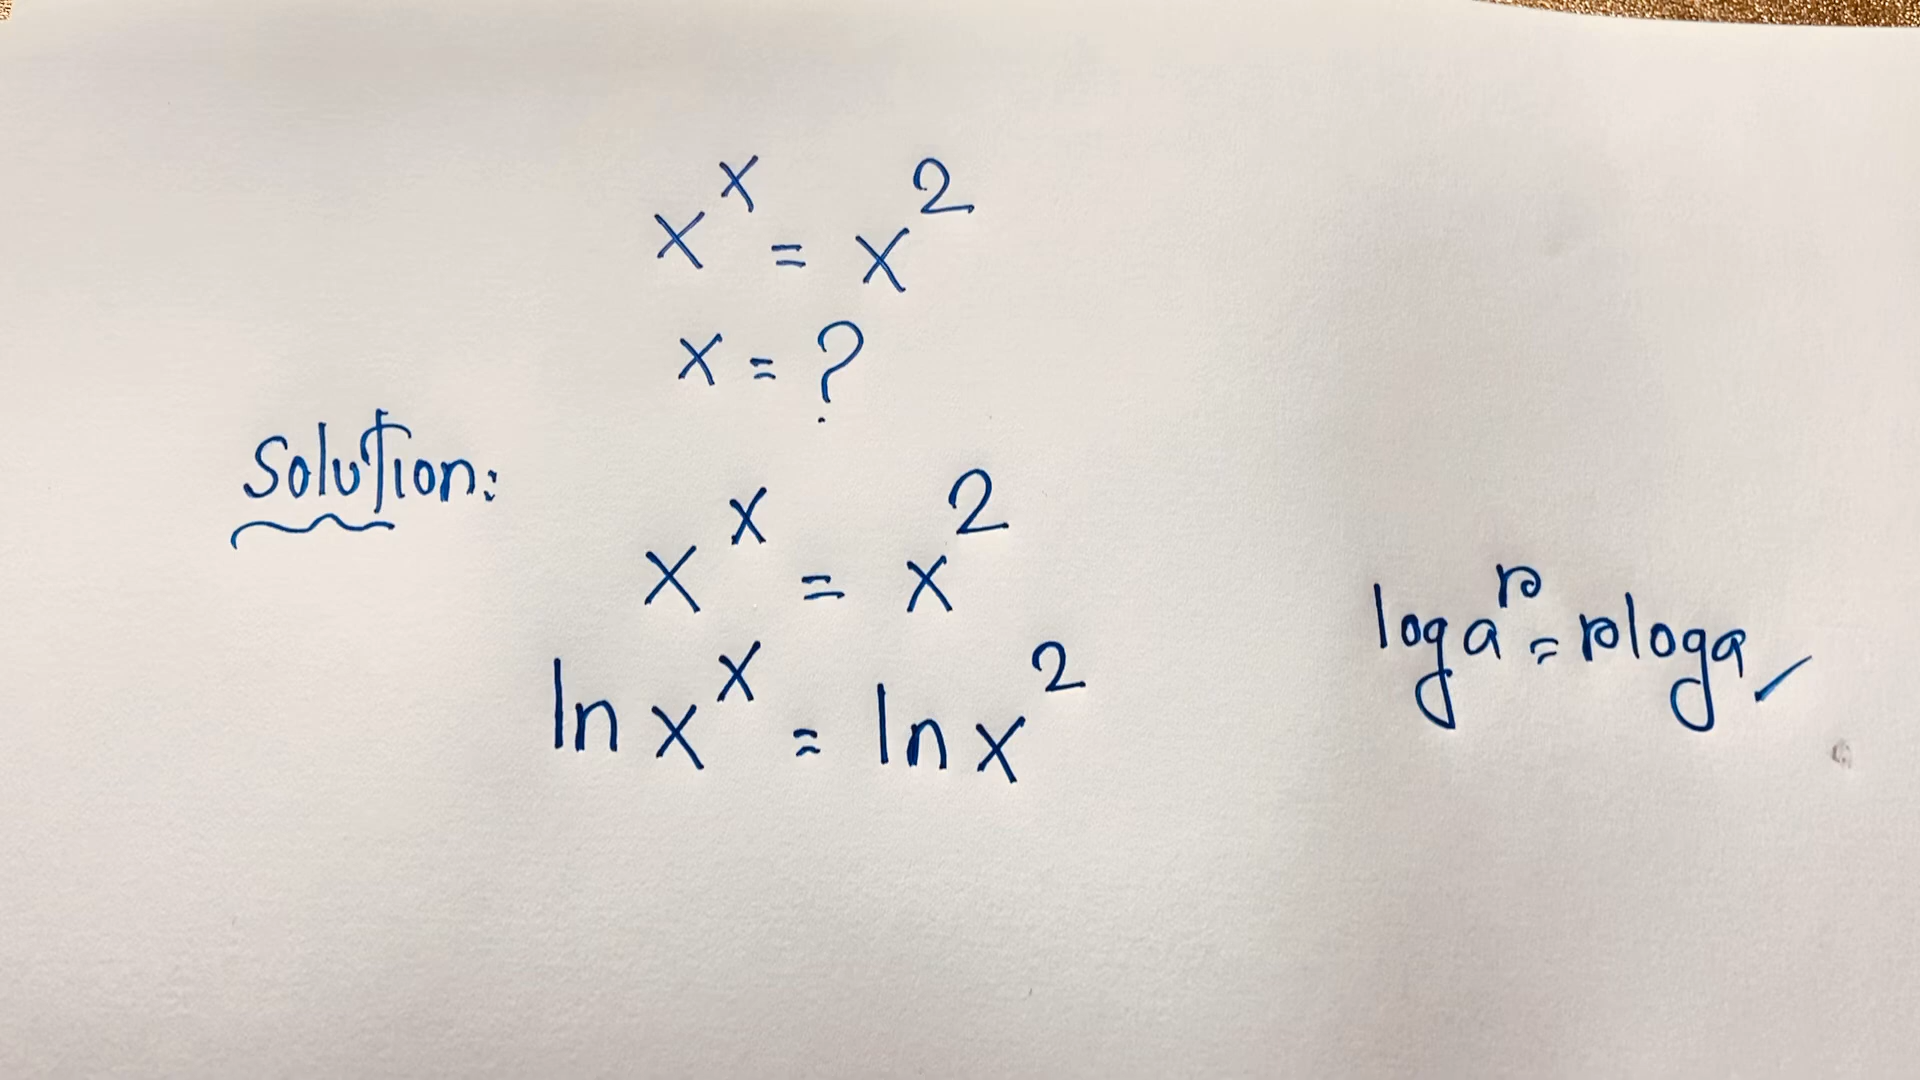 x^x = x^2
x = ?
Solution:
x^x = x^2
ln x^x = ln x^2
log a^p = p log a